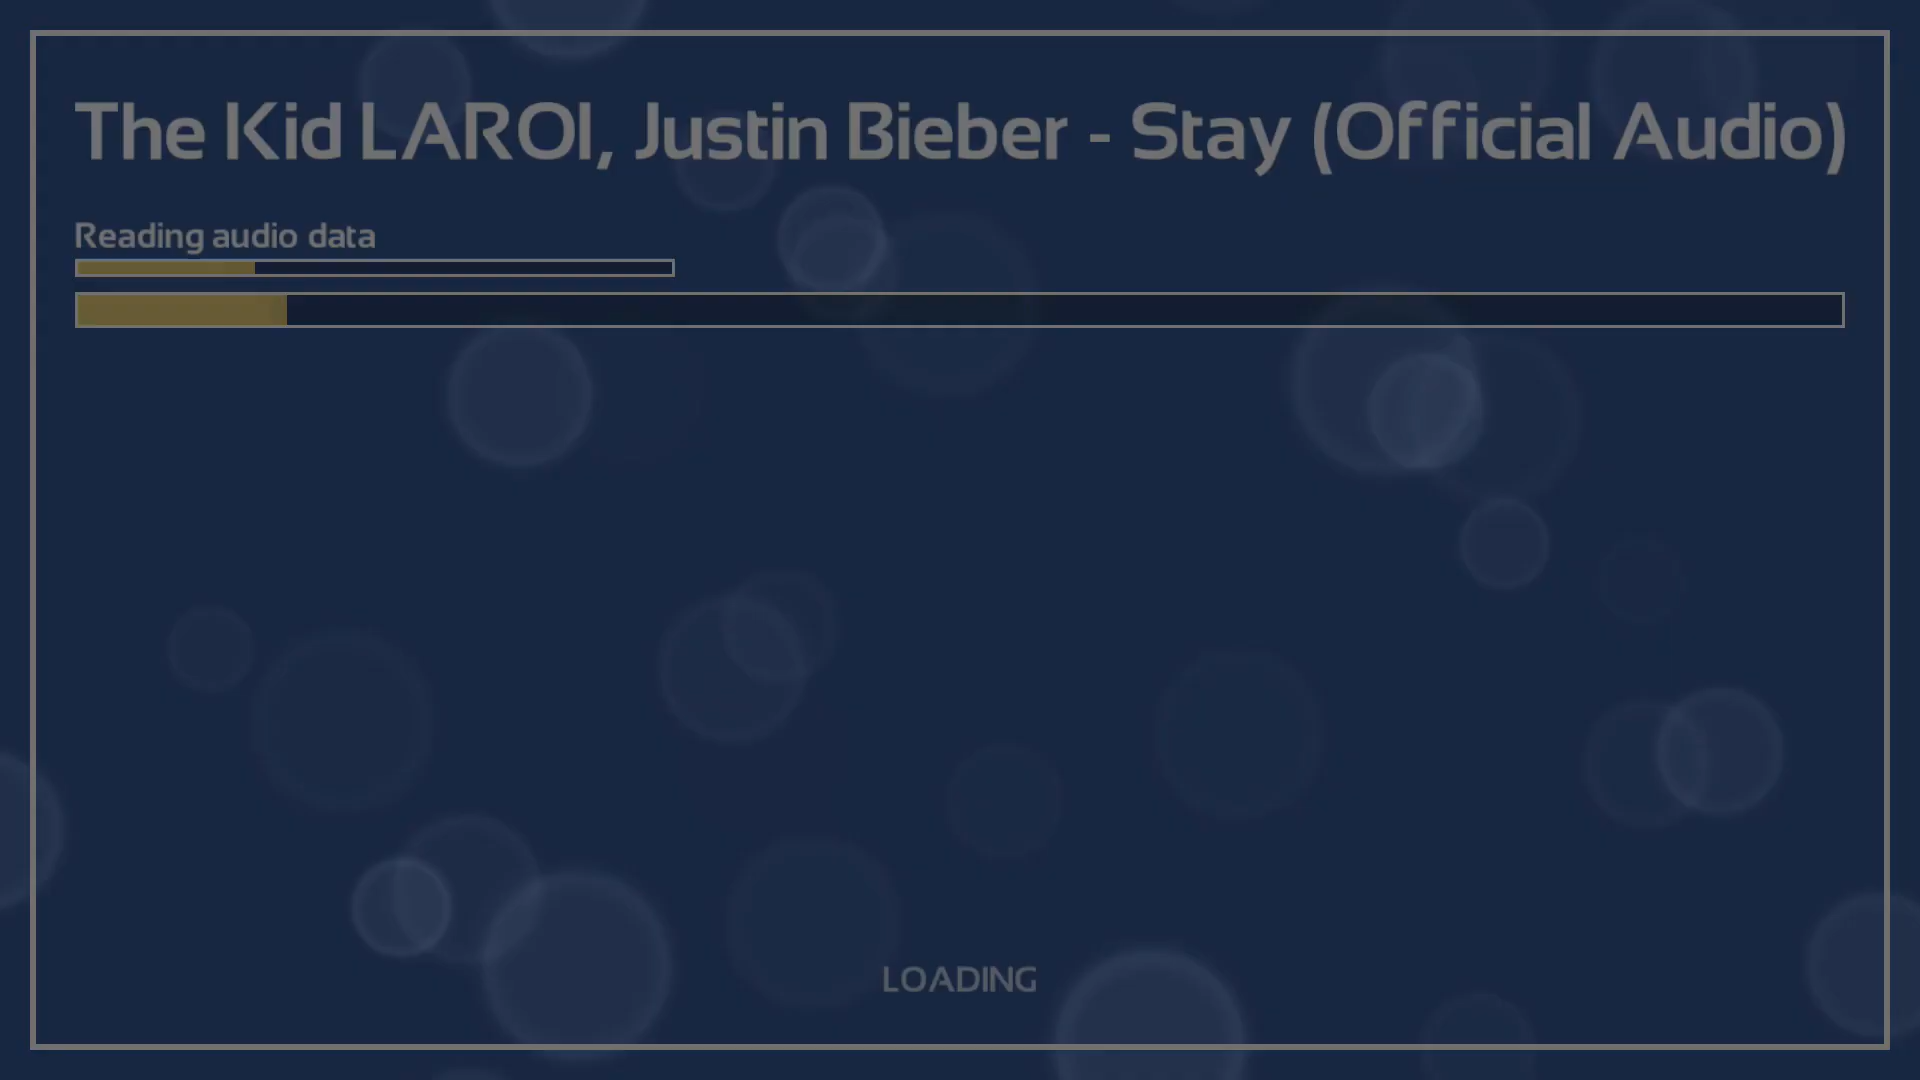 The Kid LAROI, Justin Bieber - Stay (Official Audio)
Reading audio data
LOADING